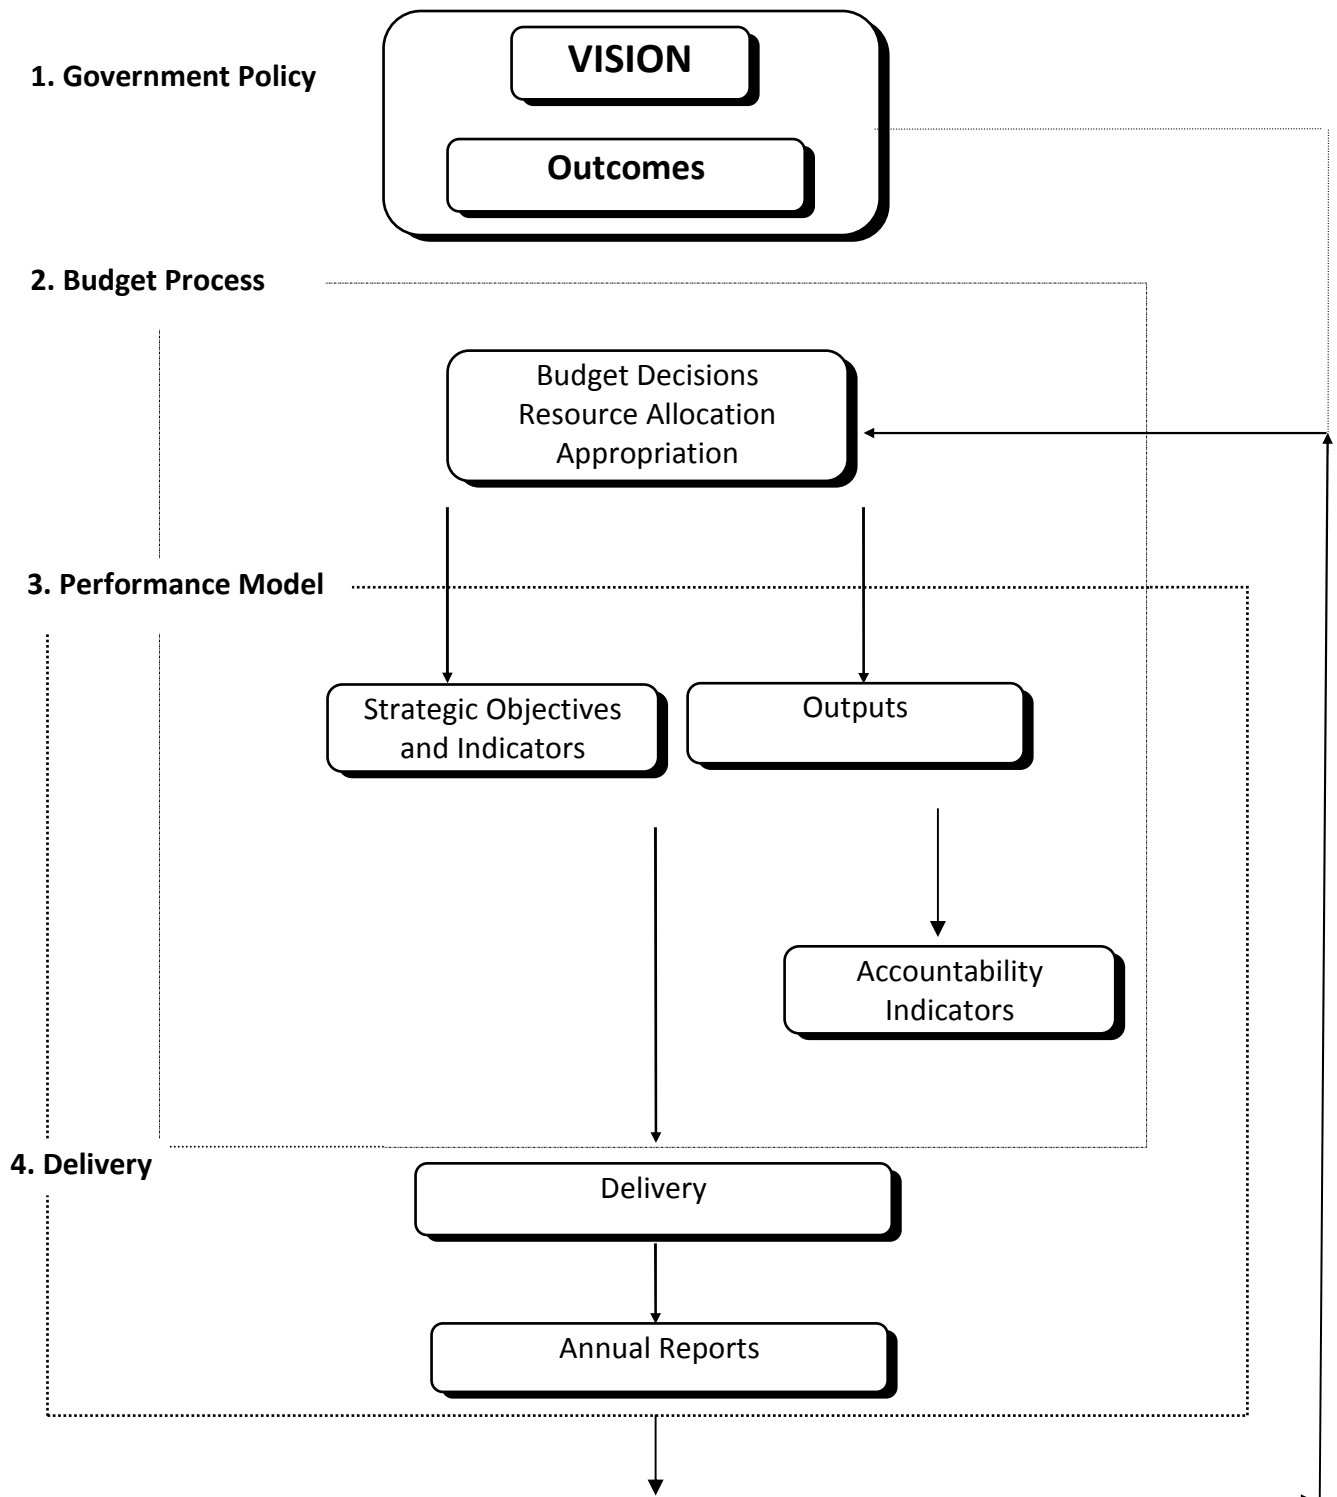 1. Government Policy
VISION
Outcomes
2. Budget Process
Budget Decisions
Resource Allocation
Appropriation
3. Performance Model
Strategic Objectives
and Indicators
Outputs
Accountability
Indicators
4. Delivery
Delivery
Annual Reports